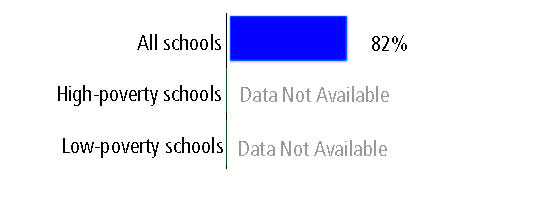 All schools 82%
High-poverty schools Data Not Available
Low-poverty schools Data Not Available